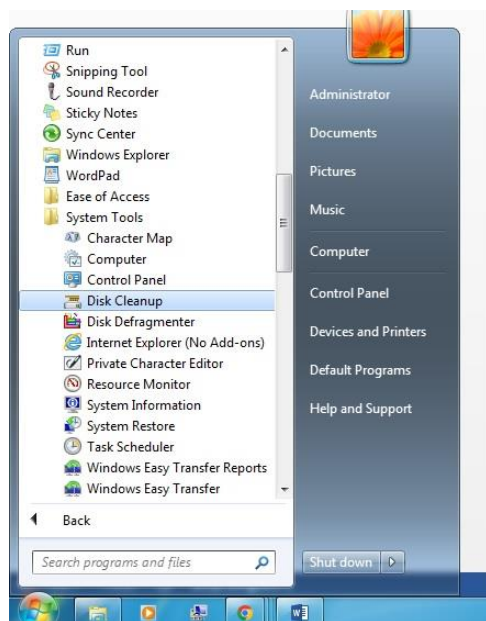 Run
Snipping Tool
Sound Recorder
Sticky Notes
Sync Center
Windows Explorer
WordPad
Ease of Access
System Tools
Character Map
Computer
Control Panel
Disk Cleanup
Disk Defragmenter
Internet Explorer (No Add-ons)
Private Character Editor
Resource Monitor
System Information
System Restore
Task Scheduler
Windows Easy Transfer Reports
Windows Easy Transfer
Back
Search programs and files
Administrator
Documents
Pictures
Music
Computer
Control Panel
Devices and Printers
Default Programs
Help and Support
Shut down